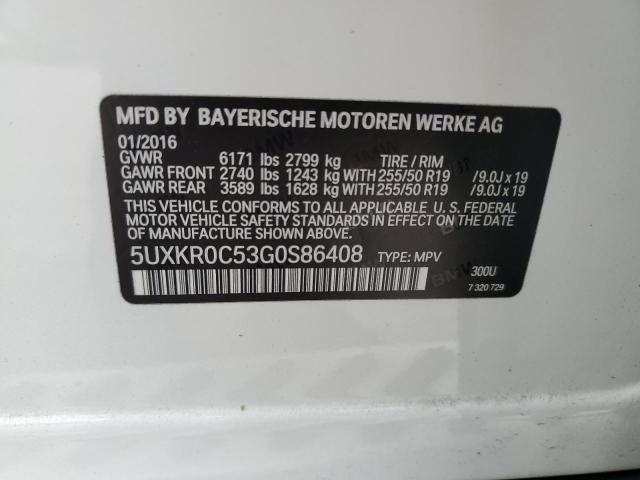 MFD BY BAYERISCHE MOTOREN WERKE AG
01/2016
GVWR 6171 lbs 2799 kg TIRE / RIM
GAWR FRONT 2740 lbs 1243 kg WITH 255/50 R19 /9.0J x 19
GAWR REAR 3589 lbs 1628 kg WITH 255/50 R19 /9.0J x 19
THIS VEHICLE CONFORMS TO ALL APPLICABLE U. S. FEDERAL
MOTOR VEHICLE SAFETY STANDARDS IN EFFECT ON THE DATE
OF MANUFACTURE SHOWN ABOVE.
5UXKR0C53G0S86408 TYPE: MPV
300U
7 320 729